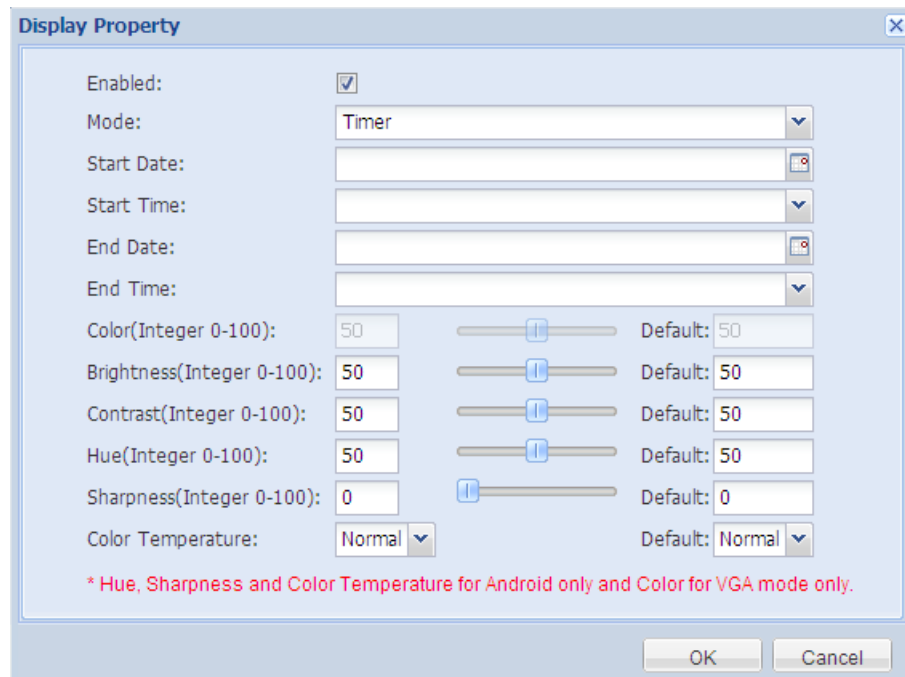 Display Property
Enabled:
Mode: Timer
Start Date:
Start Time:
End Date:
End Time:
Color(Integer 0-100): 50 Default: 50
Brightness(Integer 0-100): 50 Default: 50
Contrast(Integer 0-100): 50 Default: 50
Hue(Integer 0-100): 50 Default: 50
Sharpness(Integer 0-100): 0 Default: 0
Color Temperature: Normal Default: Normal
* Hue, Sharpness and Color Temperature for Android only and Color for VGA mode only.
OK Cancel